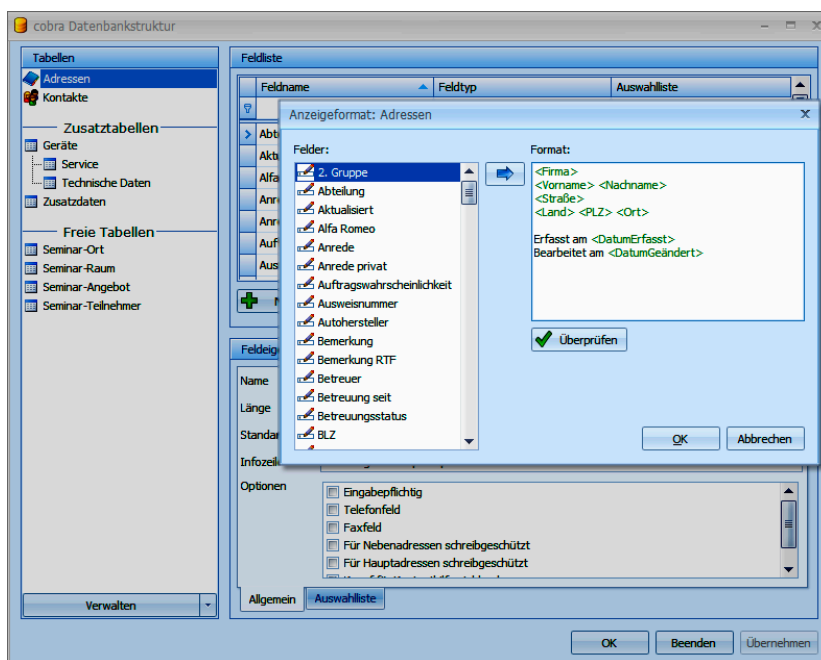 cobra Datenbankstruktur
Tabellen
Adressen
Kontakte
Zusatztabellen
Geräte
Service
Technische Daten
Zusatzdaten
Freie Tabellen
Seminar-Ort
Seminar-Raum
Seminar-Angebot
Seminar-Teilnehmer
Verwalten
Feldliste
Feldname Feldtyp Auswahlliste
Anzeigeformat: Adressen
Felder:
2. Gruppe
Abteilung
Aktualisiert
Alfa Romeo
Anrede
Anrede privat
Auftragswahrscheinlichkeit
Ausweisnummer
Autohersteller
Bemerkung
Bemerkung RTF
Betreuer
Betreuung seit
Betreuungsstatus
BLZ
Format:
<Firma>
<Vorname> <Nachname>
<Straße>
<Land> <PLZ> <Ort>
Erfasst am <DatumErfasst>
Bearbeitet am <DatumGeändert>
Überprüfen
OK Abbrechen
Name
Länge
Optionen
Eingabepflichtig
Telefonfeld
Faxfeld
Für Nebenadressen schreibgeschützt
Für Hauptadressen schreibgeschützt
Allgemein Auswahlliste
OK Beenden Übernehmen